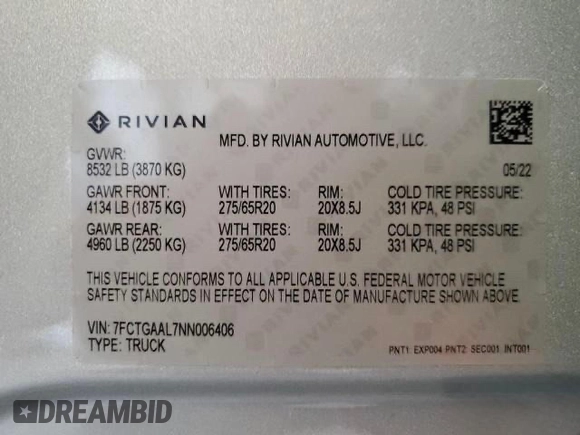 RIVIAN
MFD. BY RIVIAN AUTOMOTIVE, LLC.
GVWR:
8532 LB (3870 KG) 05/22
GAWR FRONT: WITH TIRES: RIM: COLD TIRE PRESSURE:
4134 LB (1875 KG) 275/65R20 20X8.5J 331 KPA, 48 PSI
GAWR REAR: WITH TIRES: RIM: COLD TIRE PRESSURE:
4960 LB (2250 KG) 275/65R20 20X8.5J 331 KPA, 48 PSI
THIS VEHICLE CONFORMS TO ALL APPLICABLE U.S. FEDERAL MOTOR VEHICLE
SAFETY STANDARDS IN EFFECT ON THE DATE OF MANUFACTURE SHOWN ABOVE.
VIN: 7FCTGAAL7NN006406
TYPE: TRUCK
PNT1: EXP004 PNT2: SEC001 INT001
DREAMBID